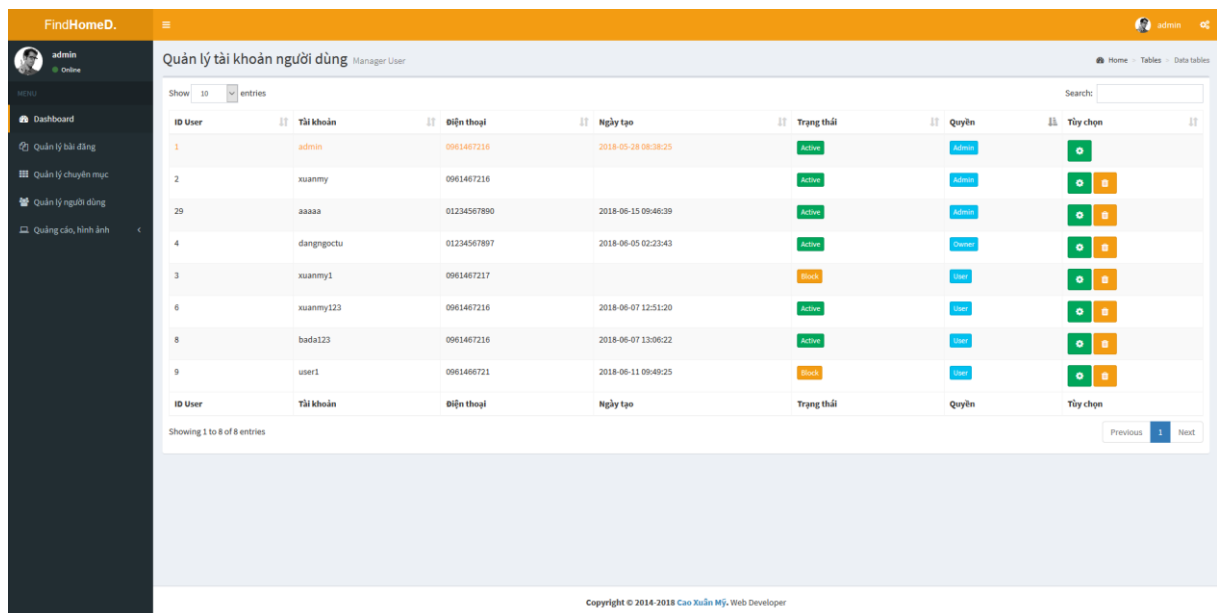 FindHomeD. admin
admin
Online
Quản lý tài khoản người dùng Manager User
Home > Tables > Data tables
MENU
Dashboard
Quản lý bài đăng
Quản lý chuyên mục
Quản lý người dùng
Quảng cáo, hình ảnh
Show 10 entries Search:
ID User Tài khoản Điện thoại Ngày tạo Trạng thái Quyền Tùy chọn
1 admin 0961467216 2018-05-28 08:38:25 Active Admin
2 xuanmy 0961467216 Active Admin
29 aaaaa 01234567890 2018-06-15 09:46:39 Active Admin
4 dangngoctu 01234567897 2018-06-05 02:23:43 Active Owner
3 xuanmy1 0961467217 Block User
6 xuanmy123 0961467216 2018-06-07 12:51:20 Active User
8 bada123 0961467216 2018-06-07 13:06:22 Active User
9 user1 0961466721 2018-06-11 09:49:25 Block User
ID User Tài khoản Điện thoại Ngày tạo Trạng thái Quyền Tùy chọn
Showing 1 to 8 of 8 entries Previous 1 Next
Copyright © 2014-2018 Cao Xuân Mỹ. Web Developer